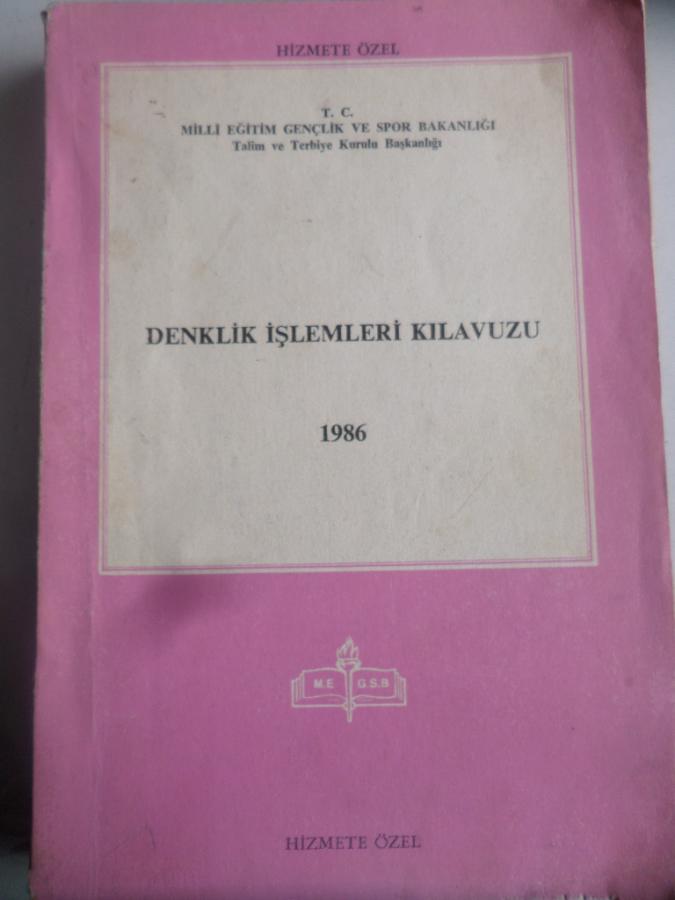 HİZMETE ÖZEL
T. C.
MİLLİ EĞİTİM GENÇLİK VE SPOR BAKANLIĞI
Talim ve Terbiye Kurulu Başkanlığı
DENKLİK İŞLEMLERİ KILAVUZU
1986
M.E G.S.B
HİZMETE ÖZEL